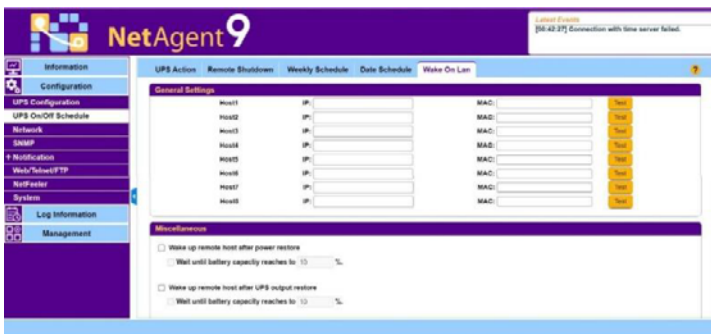 NetAgent 9
Latest Events
[06:42:27] Connection with time server failed.
Information
Configuration
UPS Configuration
UPS On/Off Schedule
Network
SNMP
+ Notification
Web/Telnet/FTP
NetFeeler
System
Log Information
Management
UPS Action Remote Shutdown Weekly Schedule Date Schedule Wake On Lan ?
General Settings
Host1 IP: MAC: Test
Host2 IP: MAC: Test
Host3 IP: MAC: Test
Host4 IP: MAC: Test
Host5 IP: MAC: Test
Host6 IP: MAC: Test
Host7 IP: MAC: Test
Host8 IP: MAC: Test
Miscellaneous
Wake up remote host after power restore
Wait until battery capacity reaches to 10 %.
Wake up remote host after UPS output restore
Wait until battery capacity reaches to 10 %.